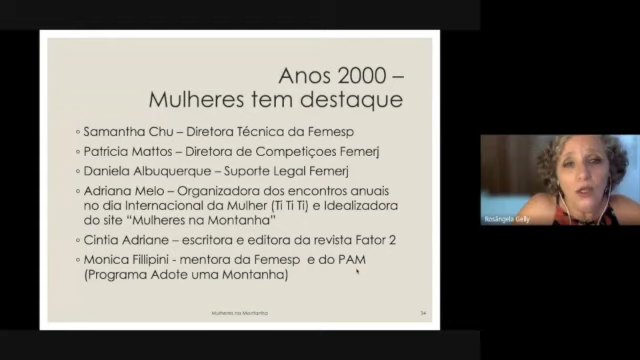 Anos 2000 –
Mulheres tem destaque
◦ Samantha Chu – Diretora Técnica da Femesp
◦ Patricia Mattos – Diretora de Competiçoes Femerj
◦ Daniela Albuquerque – Suporte Legal Femerj
◦ Adriana Melo – Organizadora dos encontros anuais
no dia Internacional da Mulher (Ti Ti Ti) e Idealizadora
do site “Mulheres na Montanha”
◦ Cintia Adriane – escritora e editora da revista Fator 2
◦ Monica Fillipini - mentora da Femesp e do PAM
(Programa Adote uma Montanha)
Mulheres na Montanha
34
Rosângela Gelly